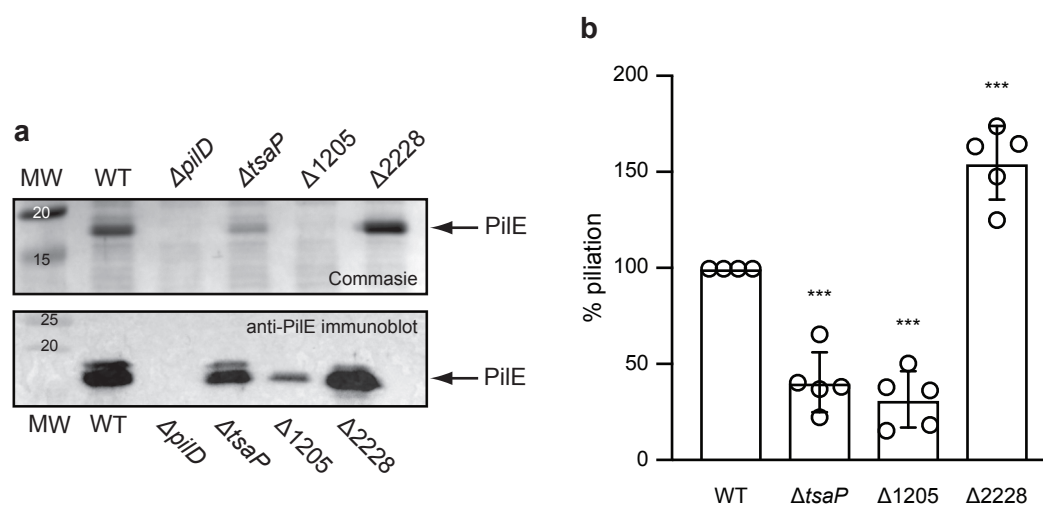 a
MW WT ΔpilD ΔtsaP Δ1205 Δ2228
20
15
PilE
Commasie
25
20
anti-PilE immunoblot
PilE
MW WT ΔpilD ΔtsaP Δ1205 Δ2228
b
% piliation
200
150
100
50
0
***
***
***
WT ΔtsaP Δ1205 Δ2228